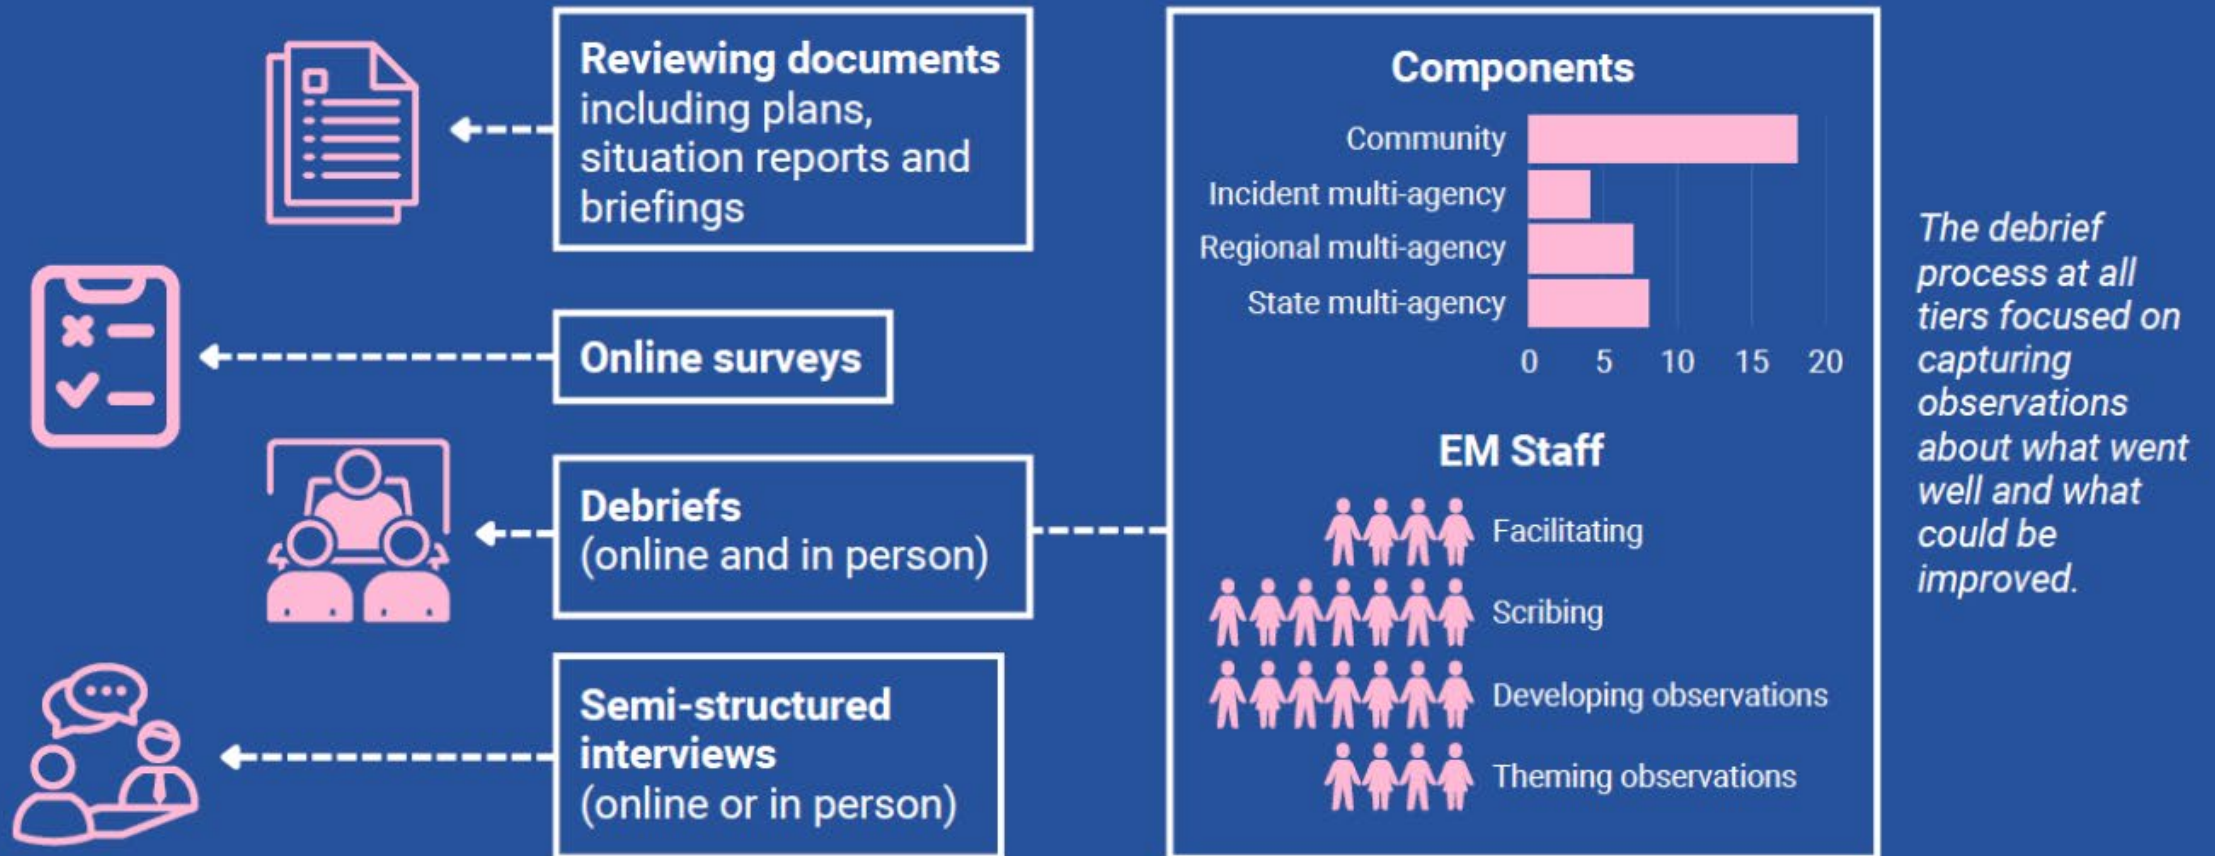 Reviewing documents
including plans,
situation reports and
briefings
Online surveys
Debriefs
(online and in person)
Semi-structured
interviews
(online or in person)
Components
Community
Incident multi-agency
Regional multi-agency
State multi-agency
0 5 10 15 20
EM Staff
Facilitating
Scribing
Developing observations
Theming observations
The debrief
process at all
tiers focused on
capturing
observations
about what went
well and what
could be
improved.